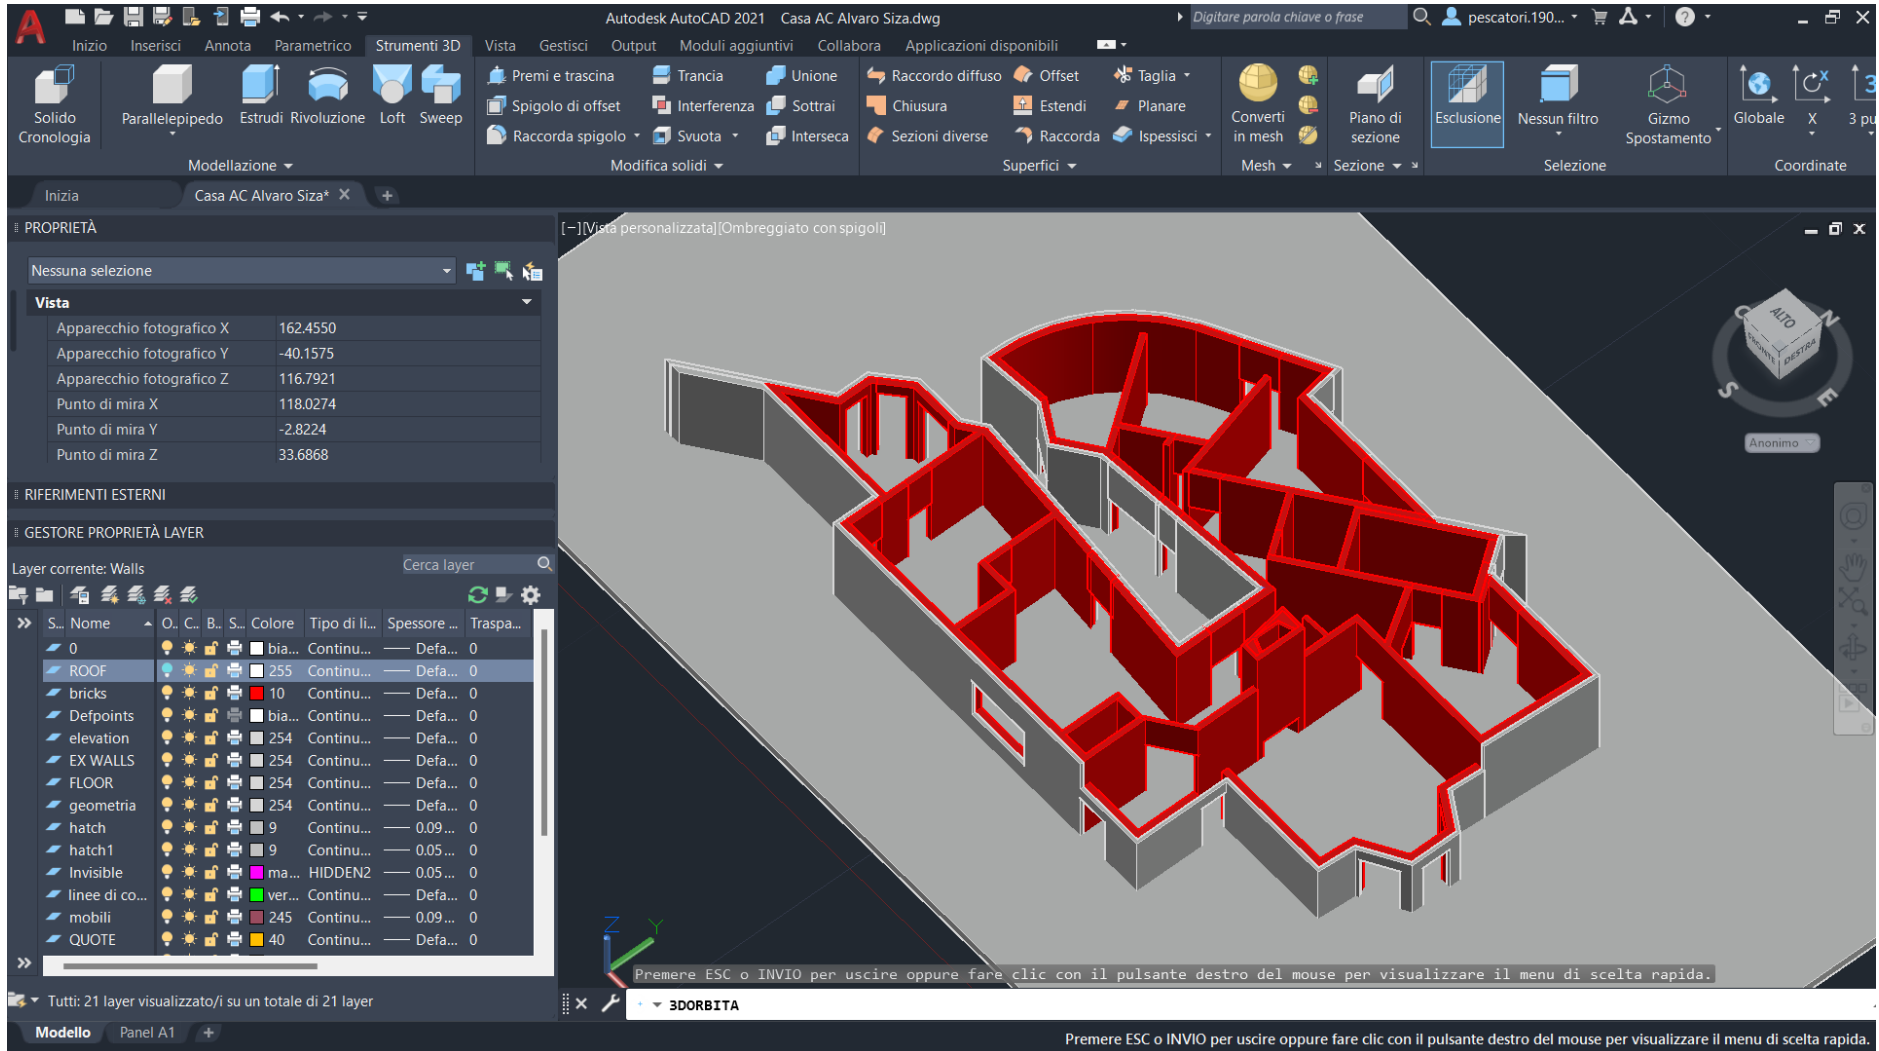 Autodesk AutoCAD 2021 Casa AC Alvaro Siza.dwg
Digitare parola chiave o frase
pescatori.190...
Inizio Inserisci Annota Parametrico Strumenti 3D Vista Gestisci Output Moduli aggiuntivi Collabora Applicazioni disponibili
Solido Cronologia
Parallelepipedo
Estrudi
Rivoluzione
Loft
Sweep
Modellazione
Premi e trascina
Spigolo di offset
Raccorda spigolo
Trancia
Interferenza
Svuota
Unione
Sottrai
Interseca
Modifica solidi
Raccordo diffuso
Chiusura
Sezioni diverse
Offset
Estendi
Raccorda
Taglia
Planare
Ispessisci
Superfici
Converti in mesh
Mesh
Piano di sezione
Sezione
Esclusione
Nessun filtro
Gizmo Spostamento
Selezione
Globale
X
X
3
3 pu
Coordinate
Inizia
Casa AC Alvaro Siza*
PROPRIETÀ
Nessuna selezione
Vista
Apparecchio fotografico X 162.4550
Apparecchio fotografico Y -40.1575
Apparecchio fotografico Z 116.7921
Punto di mira X 118.0274
Punto di mira Y -2.8224
Punto di mira Z 33.6868
RIFERIMENTI ESTERNI
GESTORE PROPRIETÀ LAYER
Layer corrente: Walls
Cerca layer
S... Nome O.. C.. B.. S... Colore Tipo di li... Spessore ... Traspa...
0 bia... Continu... Defa... 0
ROOF 255 Continu... Defa... 0
bricks 10 Continu... Defa... 0
Defpoints bia... Continu... Defa... 0
elevation 254 Continu... Defa... 0
EX WALLS 254 Continu... Defa... 0
FLOOR 254 Continu... Defa... 0
geometria 254 Continu... Defa... 0
hatch 9 Continu... 0.09 ... 0
hatch1 9 Continu... 0.05 ... 0
Invisible ma... HIDDEN2 0.05 ... 0
linee di co... ver... Continu... Defa... 0
mobili 245 Continu... 0.09 ... 0
QUOTE 40 Continu... Defa... 0
Tutti: 21 layer visualizzato/i su un totale di 21 layer
Modello
Panel A1
[−][Vista personalizzata][Ombreggiato con spigoli]
ALTO
FRONTE
DESTRA
O
N
S
E
Anonimo
Z
Y
Premere ESC o INVIO per uscire oppure fare clic con il pulsante destro del mouse per visualizzare il menu di scelta rapida.
3DORBITA
Premere ESC o INVIO per uscire oppure fare clic con il pulsante destro del mouse per visualizzare il menu di scelta rapida.